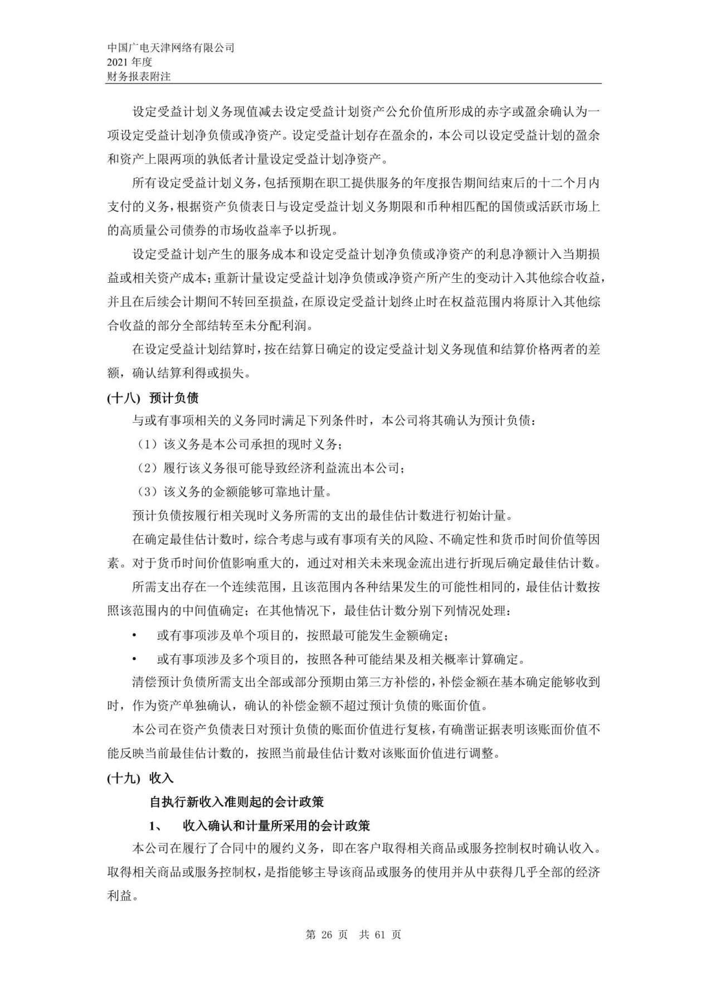 中国广电天津网络有限公司
2021 年度
财务报表附注
设定受益计划义务现值减去设定受益计划资产公允价值所形成的赤字或盈余确认为一
项设定受益计划净负债或净资产。设定受益计划存在盈余的，本公司以设定受益计划的盈余
和资产上限两项的孰低者计量设定受益计划净资产。
所有设定受益计划义务，包括预期在职工提供服务的年度报告期间结束后的十二个月内
支付的义务，根据资产负债表日与设定受益计划义务期限和币种相匹配的国债或活跃市场上
的高质量公司债券的市场收益率予以折现。
设定受益计划产生的服务成本和设定受益计划净负债或净资产的利息净额计入当期损
益或相关资产成本；重新计量设定受益计划净负债或净资产所产生的变动计入其他综合收益，
并且在后续会计期间不转回至损益，在原设定受益计划终止时在权益范围内将原计入其他综
合收益的部分全部结转至未分配利润。
在设定受益计划结算时，按在结算日确定的设定受益计划义务现值和结算价格两者的差
额，确认结算利得或损失。
(十八) 预计负债
与或有事项相关的义务同时满足下列条件时，本公司将其确认为预计负债：
（1）该义务是本公司承担的现时义务；
（2）履行该义务很可能导致经济利益流出本公司；
（3）该义务的金额能够可靠地计量。
预计负债按履行相关现时义务所需的支出的最佳估计数进行初始计量。
在确定最佳估计数时，综合考虑与或有事项有关的风险、不确定性和货币时间价值等因
素。对于货币时间价值影响重大的，通过对相关未来现金流出进行折现后确定最佳估计数。
所需支出存在一个连续范围，且该范围内各种结果发生的可能性相同的，最佳估计数按
照该范围内的中间值确定；在其他情况下，最佳估计数分别下列情况处理：
• 或有事项涉及单个项目的，按照最可能发生金额确定；
• 或有事项涉及多个项目的，按照各种可能结果及相关概率计算确定。
清偿预计负债所需支出全部或部分预期由第三方补偿的，补偿金额在基本确定能够收到
时，作为资产单独确认，确认的补偿金额不超过预计负债的账面价值。
本公司在资产负债表日对预计负债的账面价值进行复核，有确凿证据表明该账面价值不
能反映当前最佳估计数的，按照当前最佳估计数对该账面价值进行调整。
(十九) 收入
自执行新收入准则起的会计政策
1、 收入确认和计量所采用的会计政策
本公司在履行了合同中的履约义务，即在客户取得相关商品或服务控制权时确认收入。
取得相关商品或服务控制权，是指能够主导该商品或服务的使用并从中获得几乎全部的经济
利益。
第 26 页 共 61 页